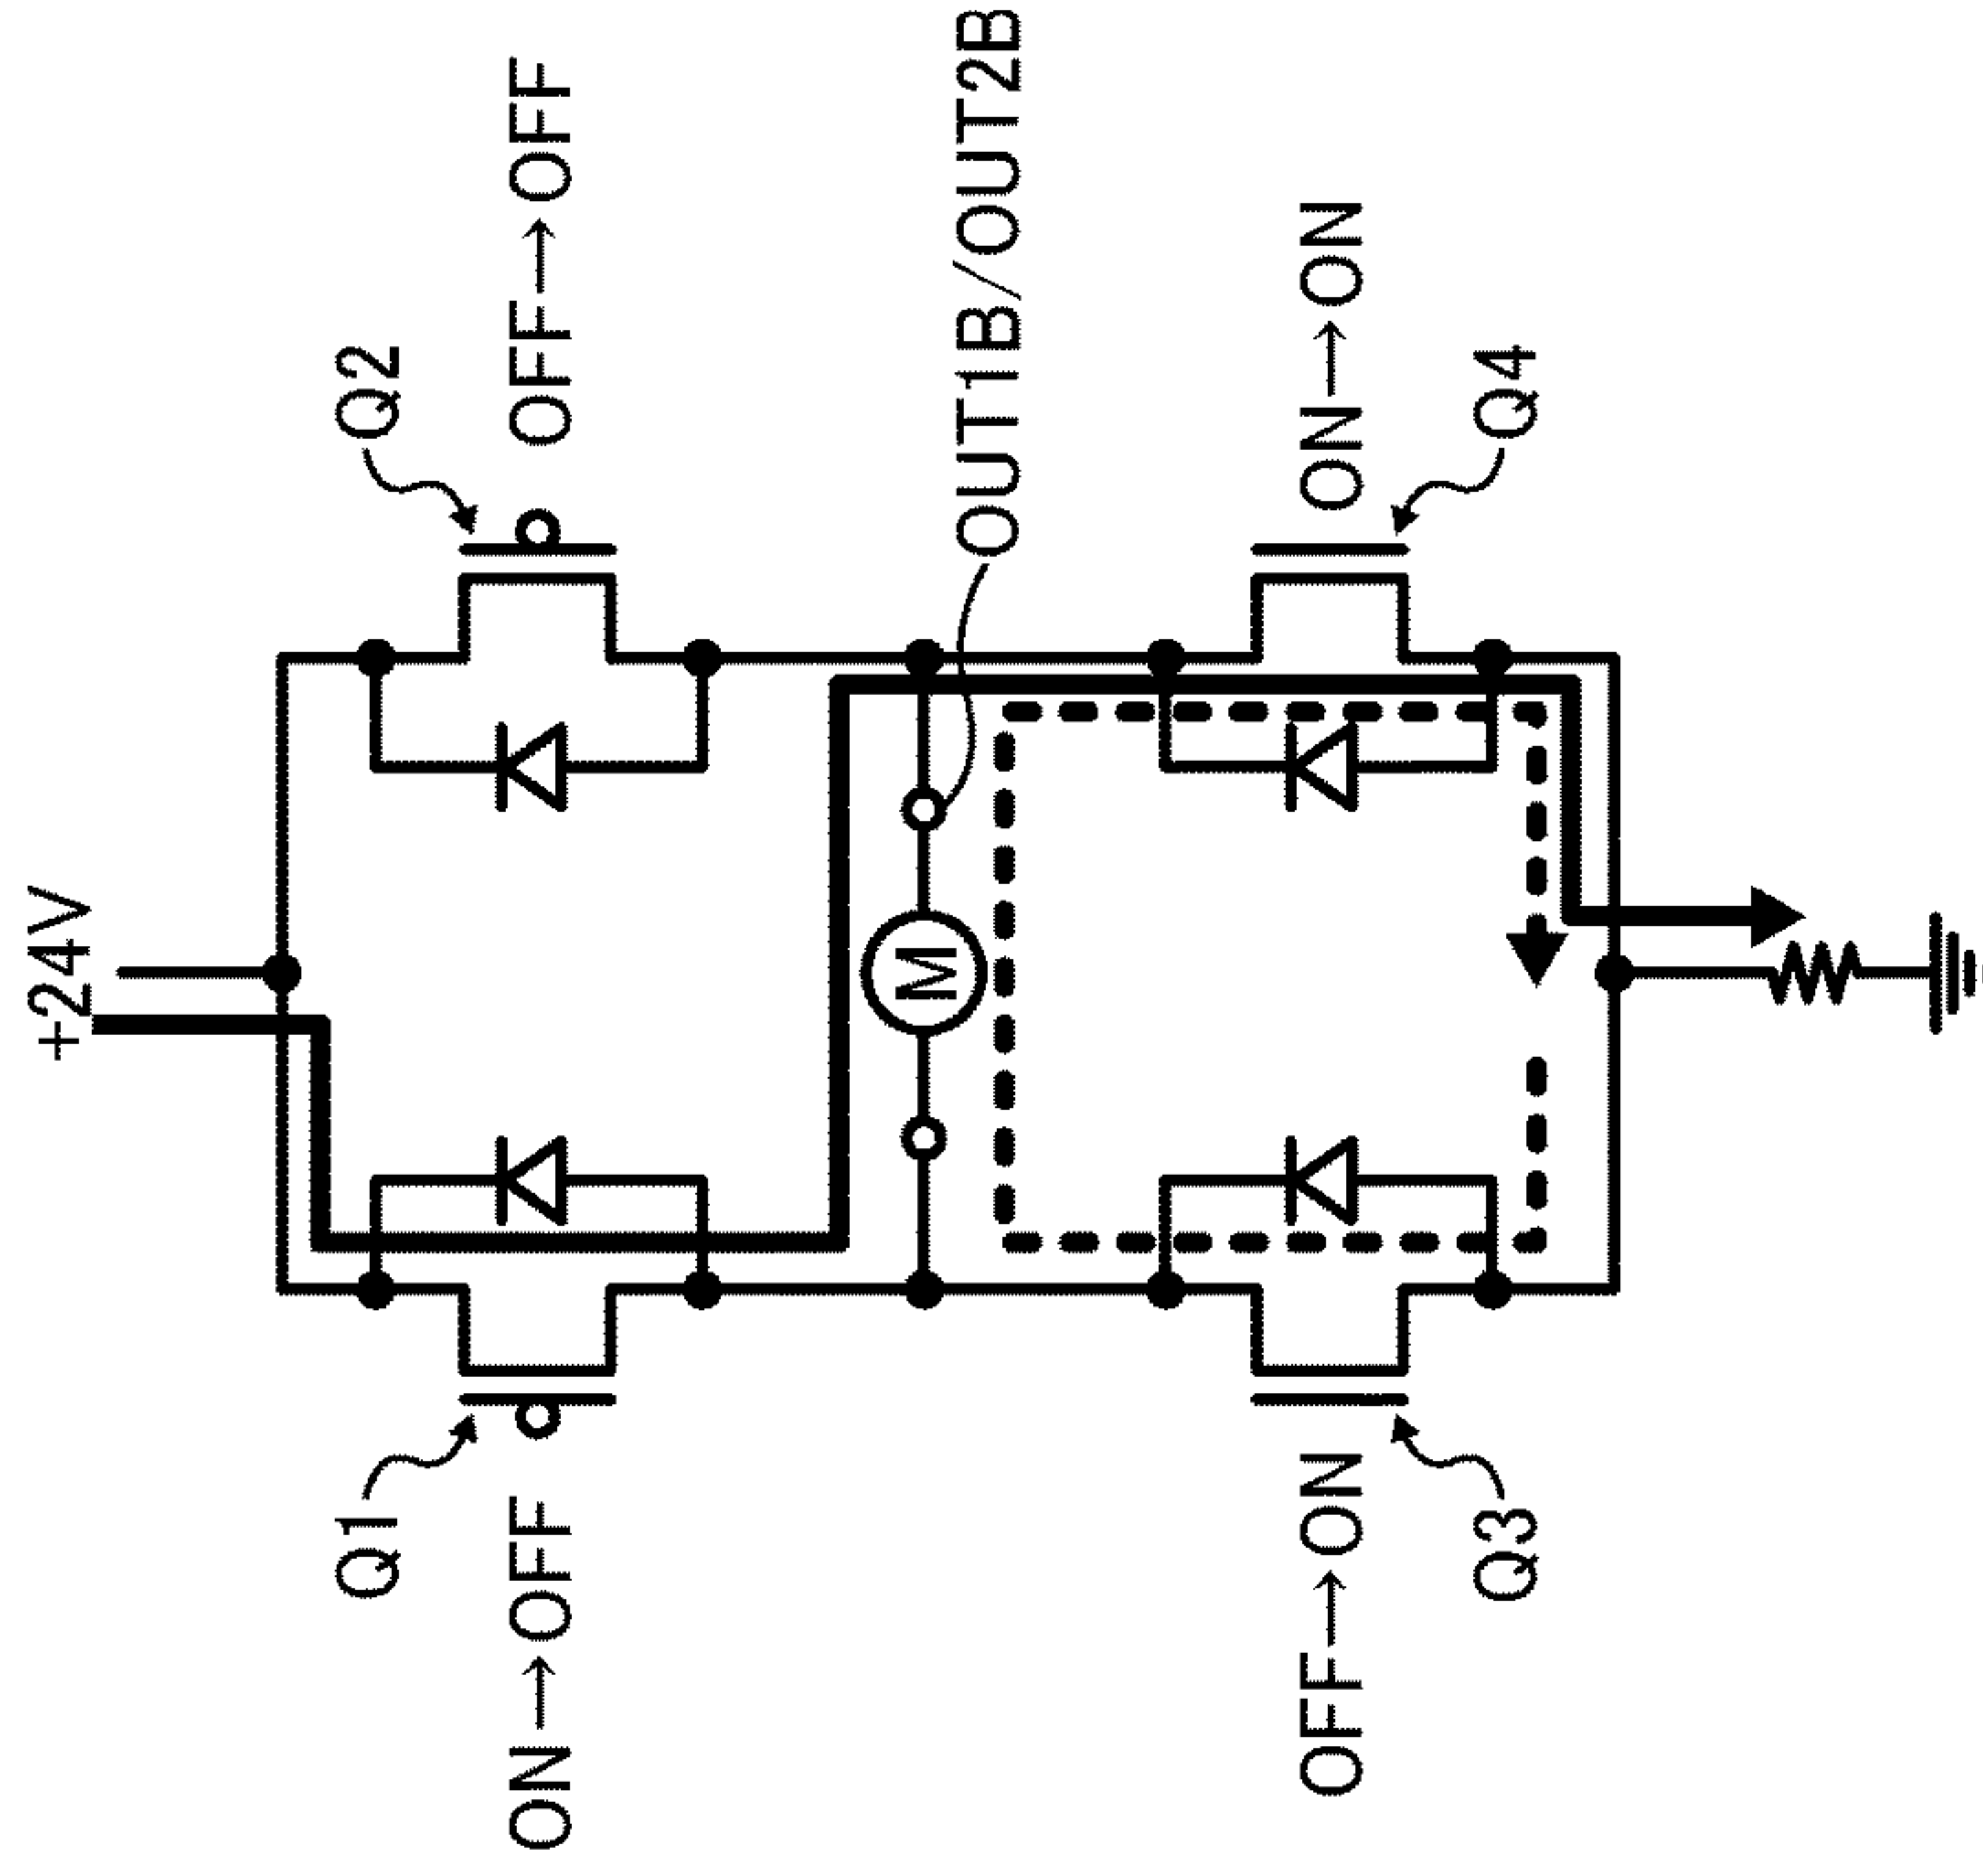 +24V
Q1
Q2
ON→OFF
OFF→OFF
M
OUT1B/OUT2B
OFF→ON
ON→ON
Q3
Q4